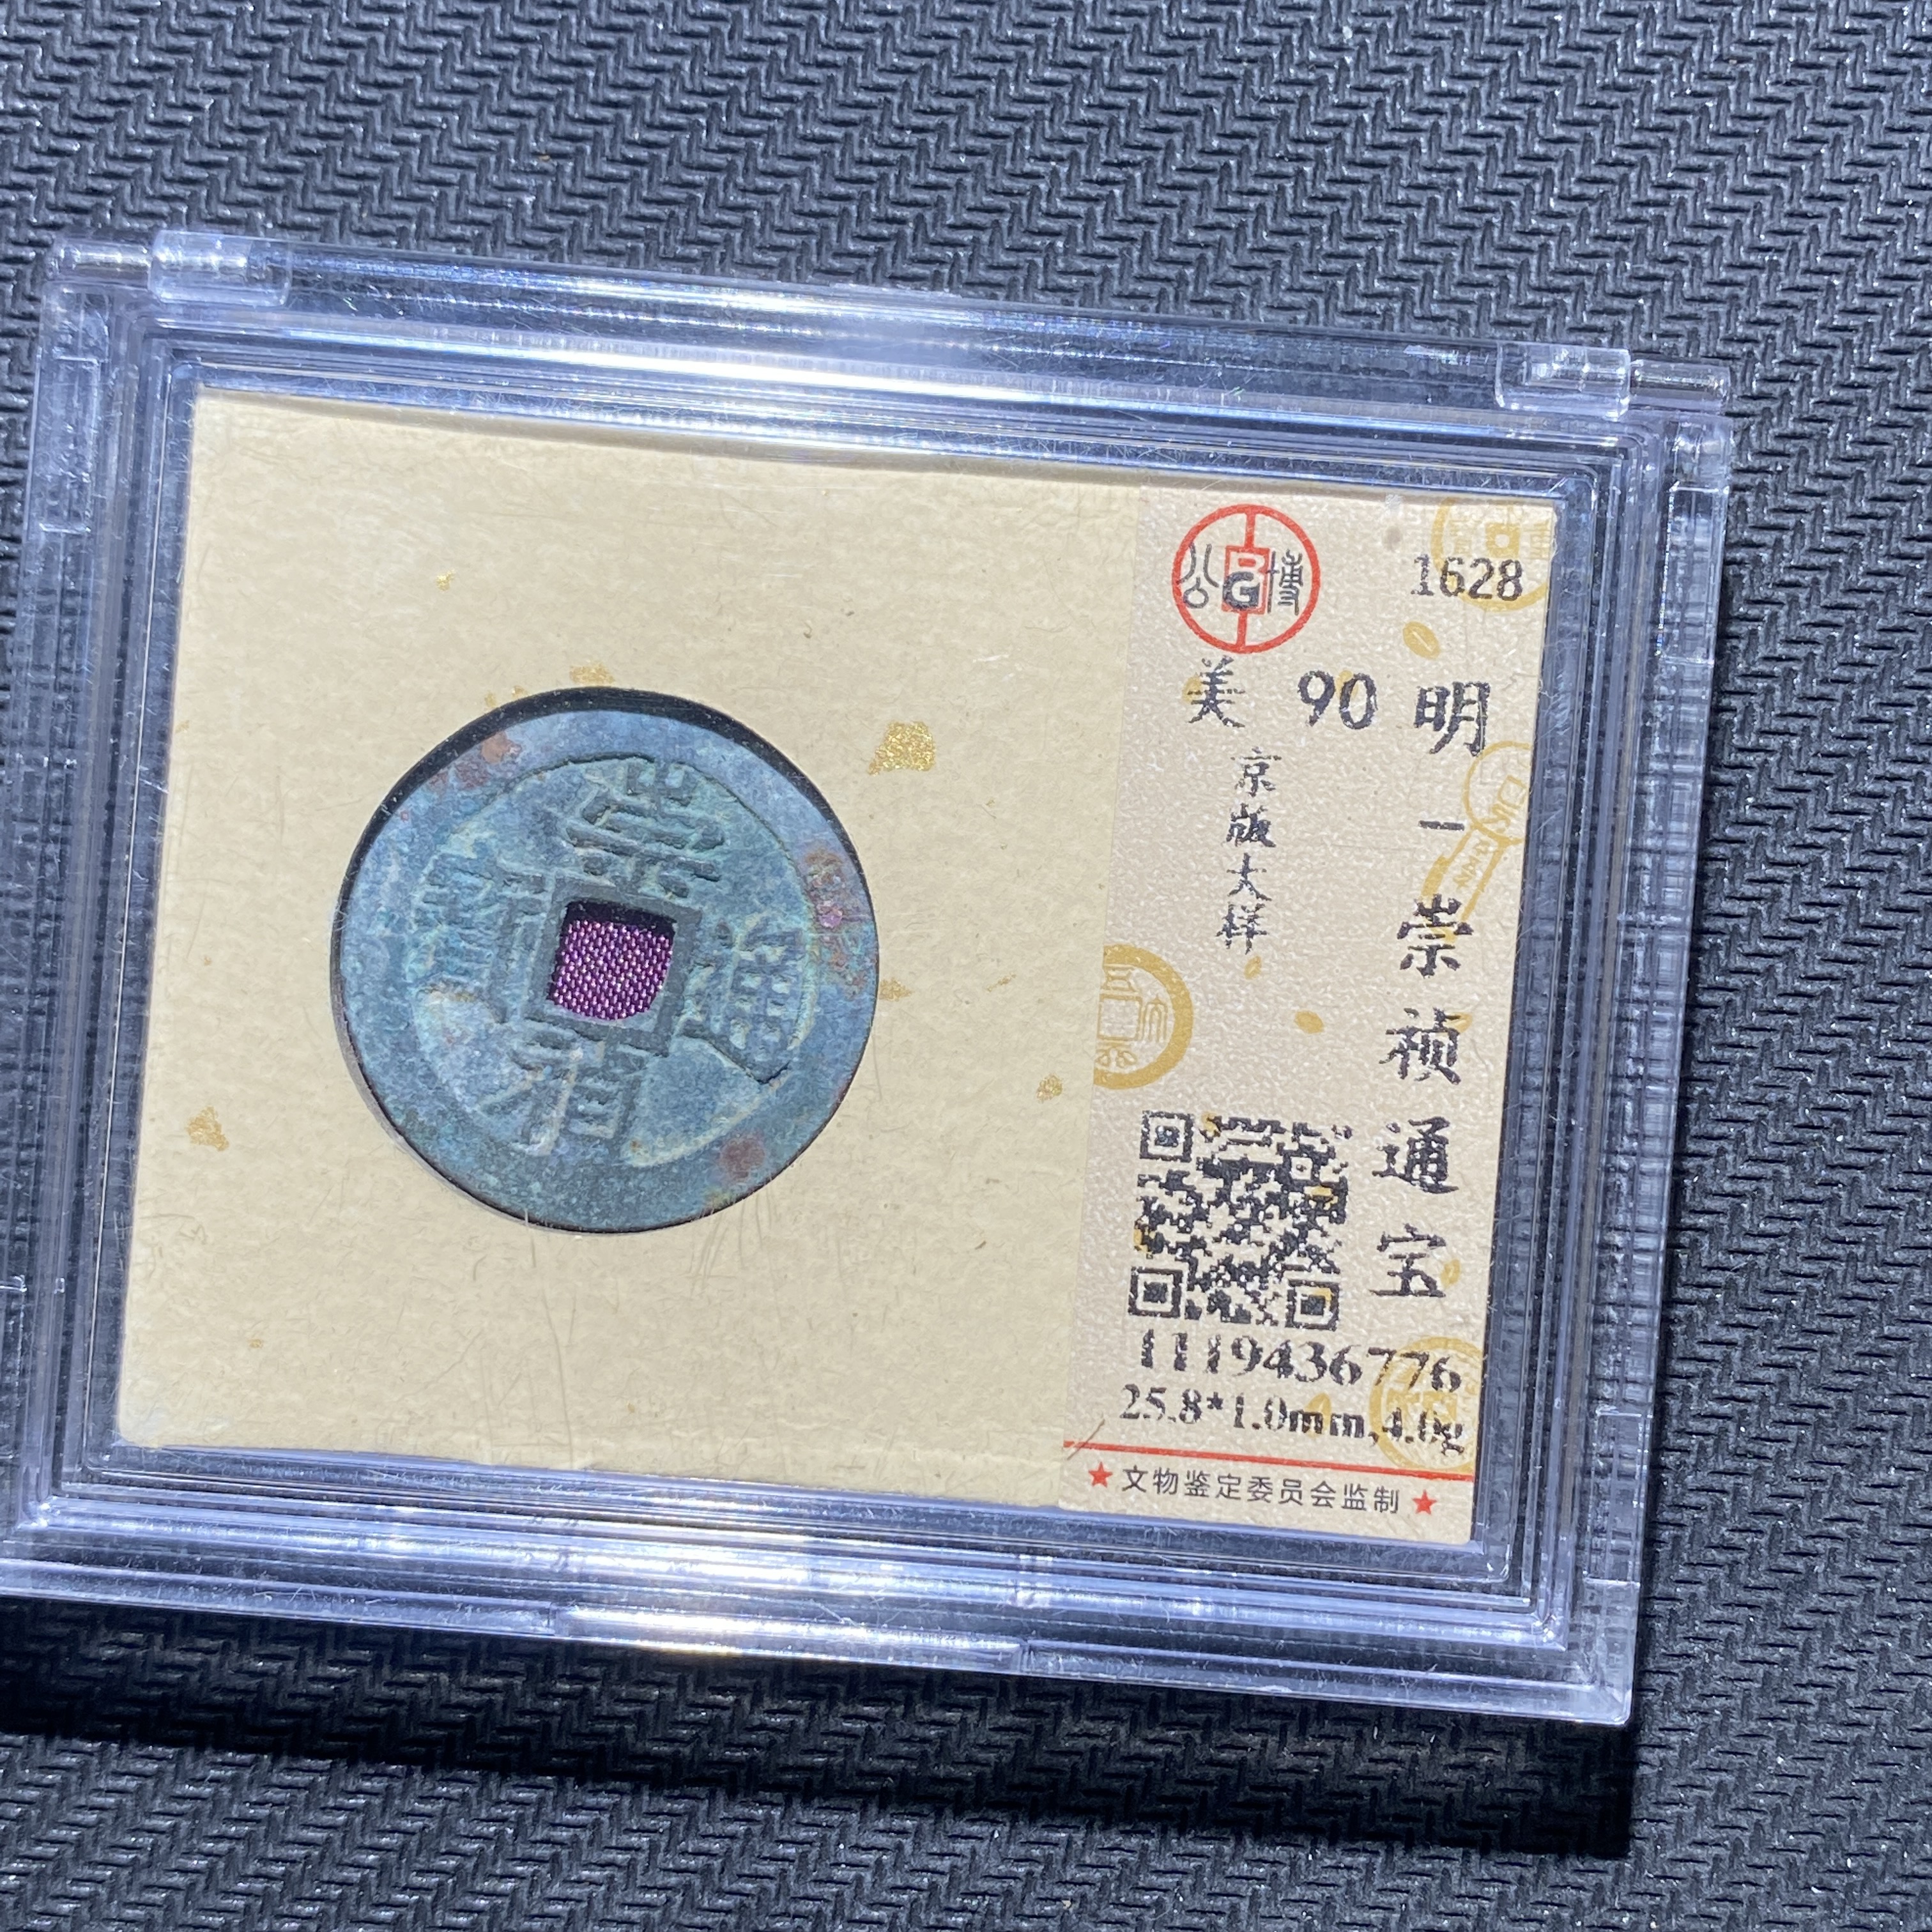 公博
G
1628
明-崇祯通宝
美 90
京版大样
1119436776
25.8*1.0mm,4.0g
★文物鉴定委员会监制★
崇禎通寶